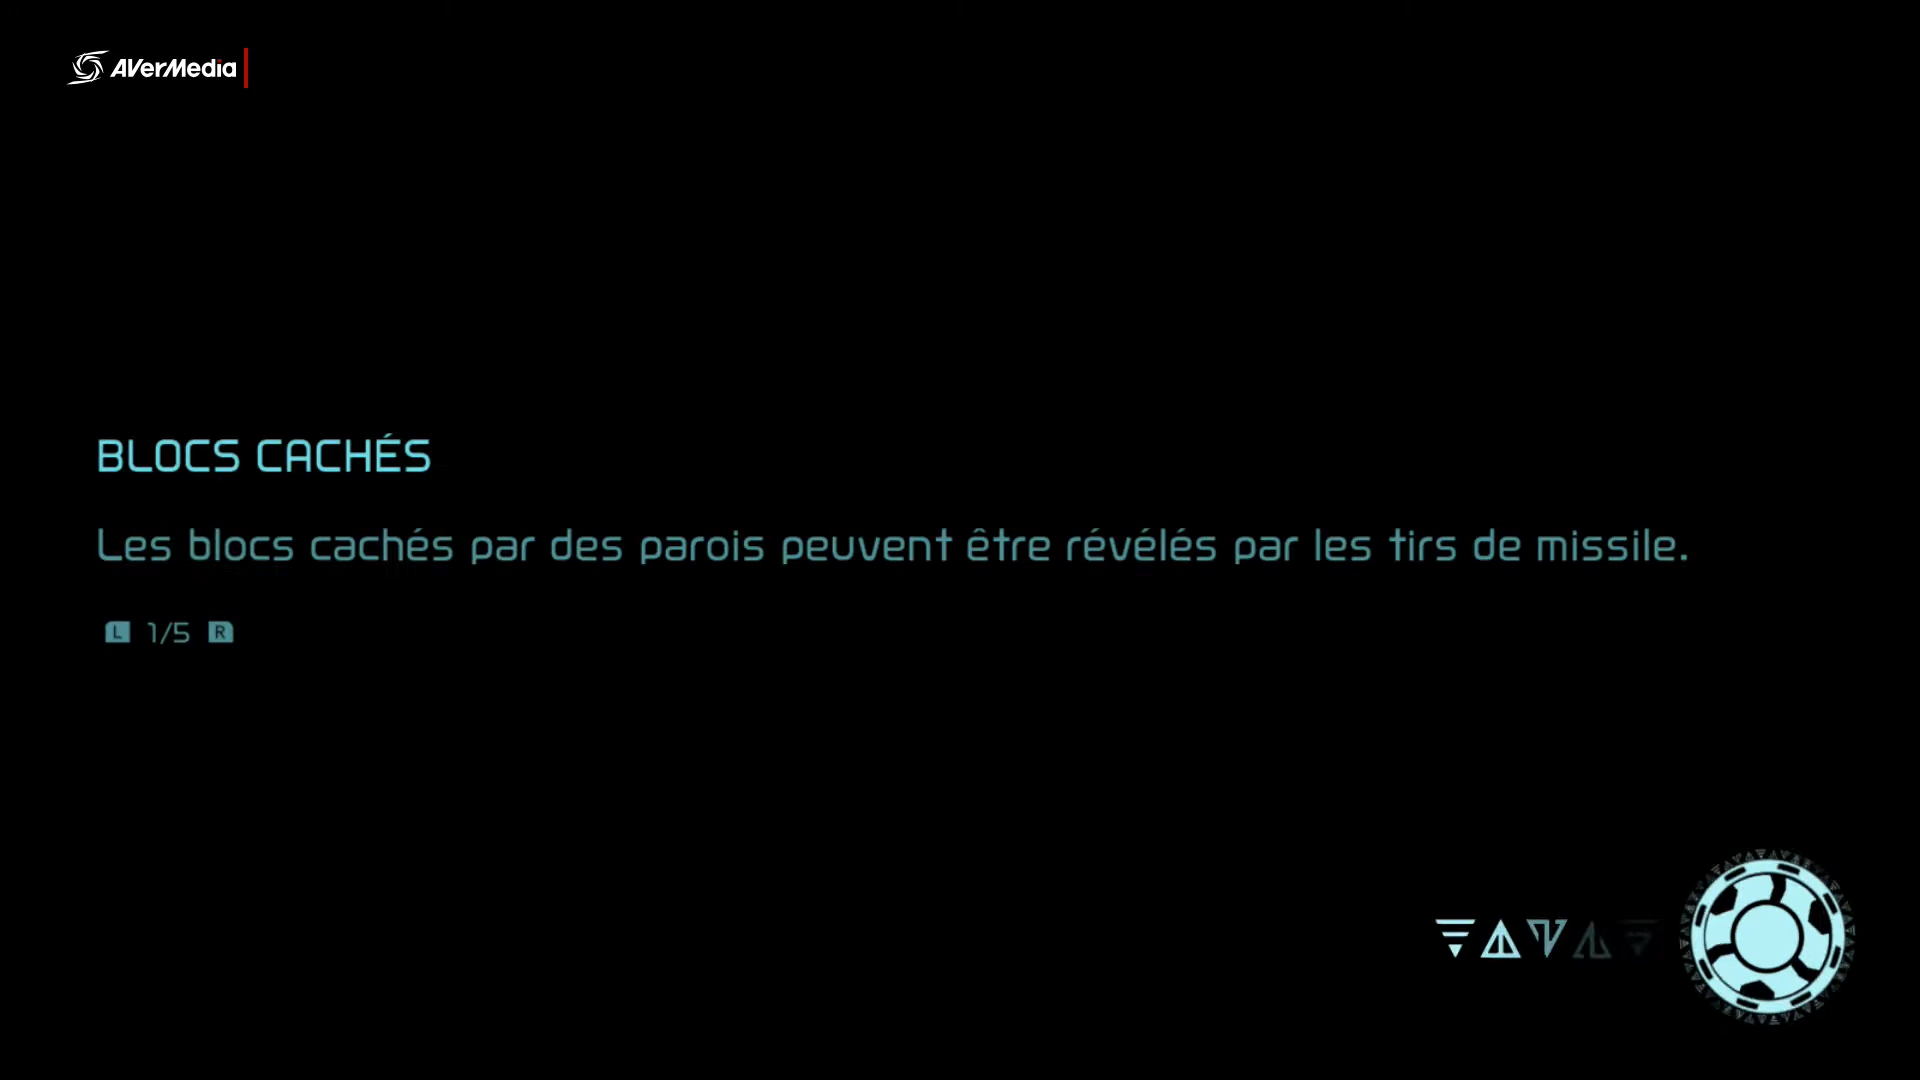 AVerMedia
BLOCS CACHÉS
Les blocs cachés par des parois peuvent être révélés par les tirs de missile.
L 1/5 R